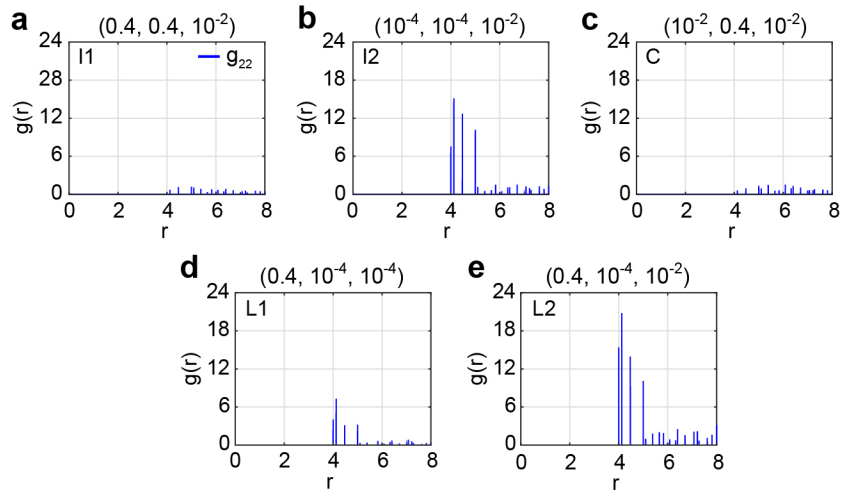 a (0.4, 0.4, 10⁻²)
24
28
12
6
0
g(r)
I1
g₂₂
0 2 4 6 8
r
b (10⁻⁴, 10⁻⁴, 10⁻²)
24
18
12
6
0
g(r)
I2
0 2 4 6 8
r
c (10⁻², 0.4, 10⁻²)
24
18
12
6
0
g(r)
C
0 2 4 6 8
r
d (0.4, 10⁻⁴, 10⁻⁴)
24
18
12
6
0
g(r)
L1
0 2 4 6 8
r
e (0.4, 10⁻⁴, 10⁻²)
24
18
12
6
0
g(r)
L2
0 2 4 6 8
r